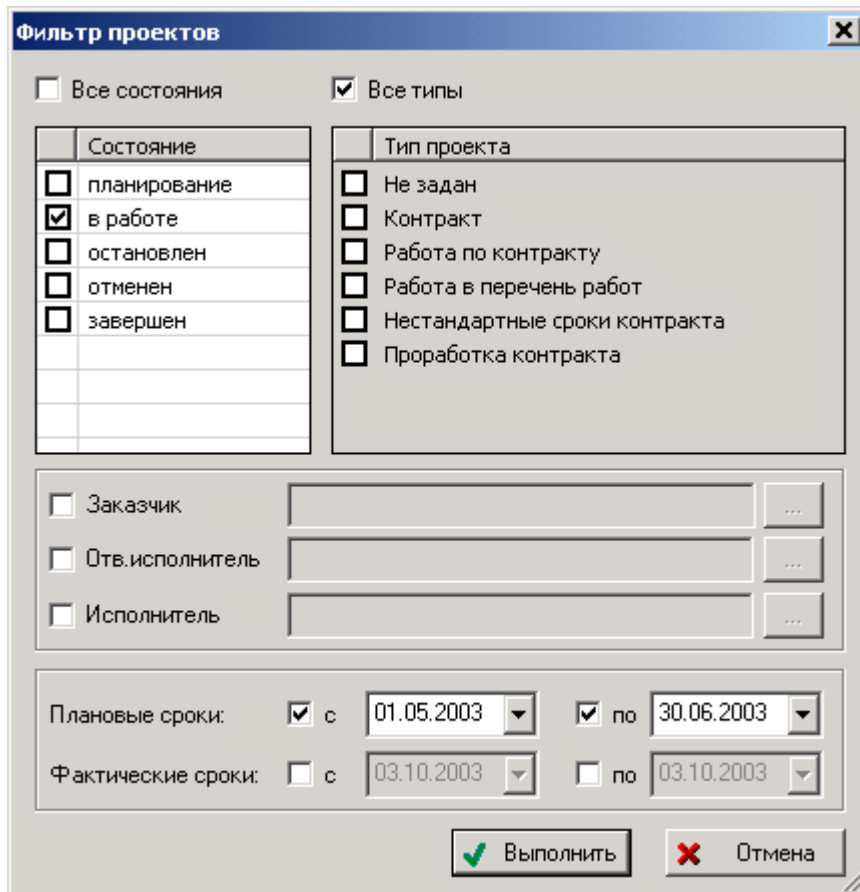 Фильтр проектов
Все состояния
Все типы
Состояние
планирование
в работе
остановлен
отменен
завершен
Тип проекта
Не задан
Контракт
Работа по контракту
Работа в перечень работ
Нестандартные сроки контракта
Проработка контракта
Заказчик ...
Отв.исполнитель ...
Исполнитель ...
Плановые сроки: с 01.05.2003 по 30.06.2003
Фактические сроки: с 03.10.2003 по 03.10.2003
Выполнить Отмена